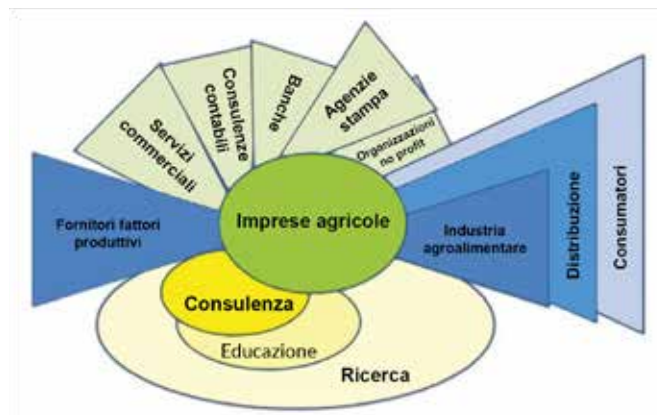 Servizi
commerciali
Consulenze
contabili
Banche
Agenzie
stampa
Organizzazioni
no profit
Fornitori fattori
produttivi
Imprese agricole
Industria
agroalimentare
Distribuzione
Consumatori
Consulenza
Educazione
Ricerca